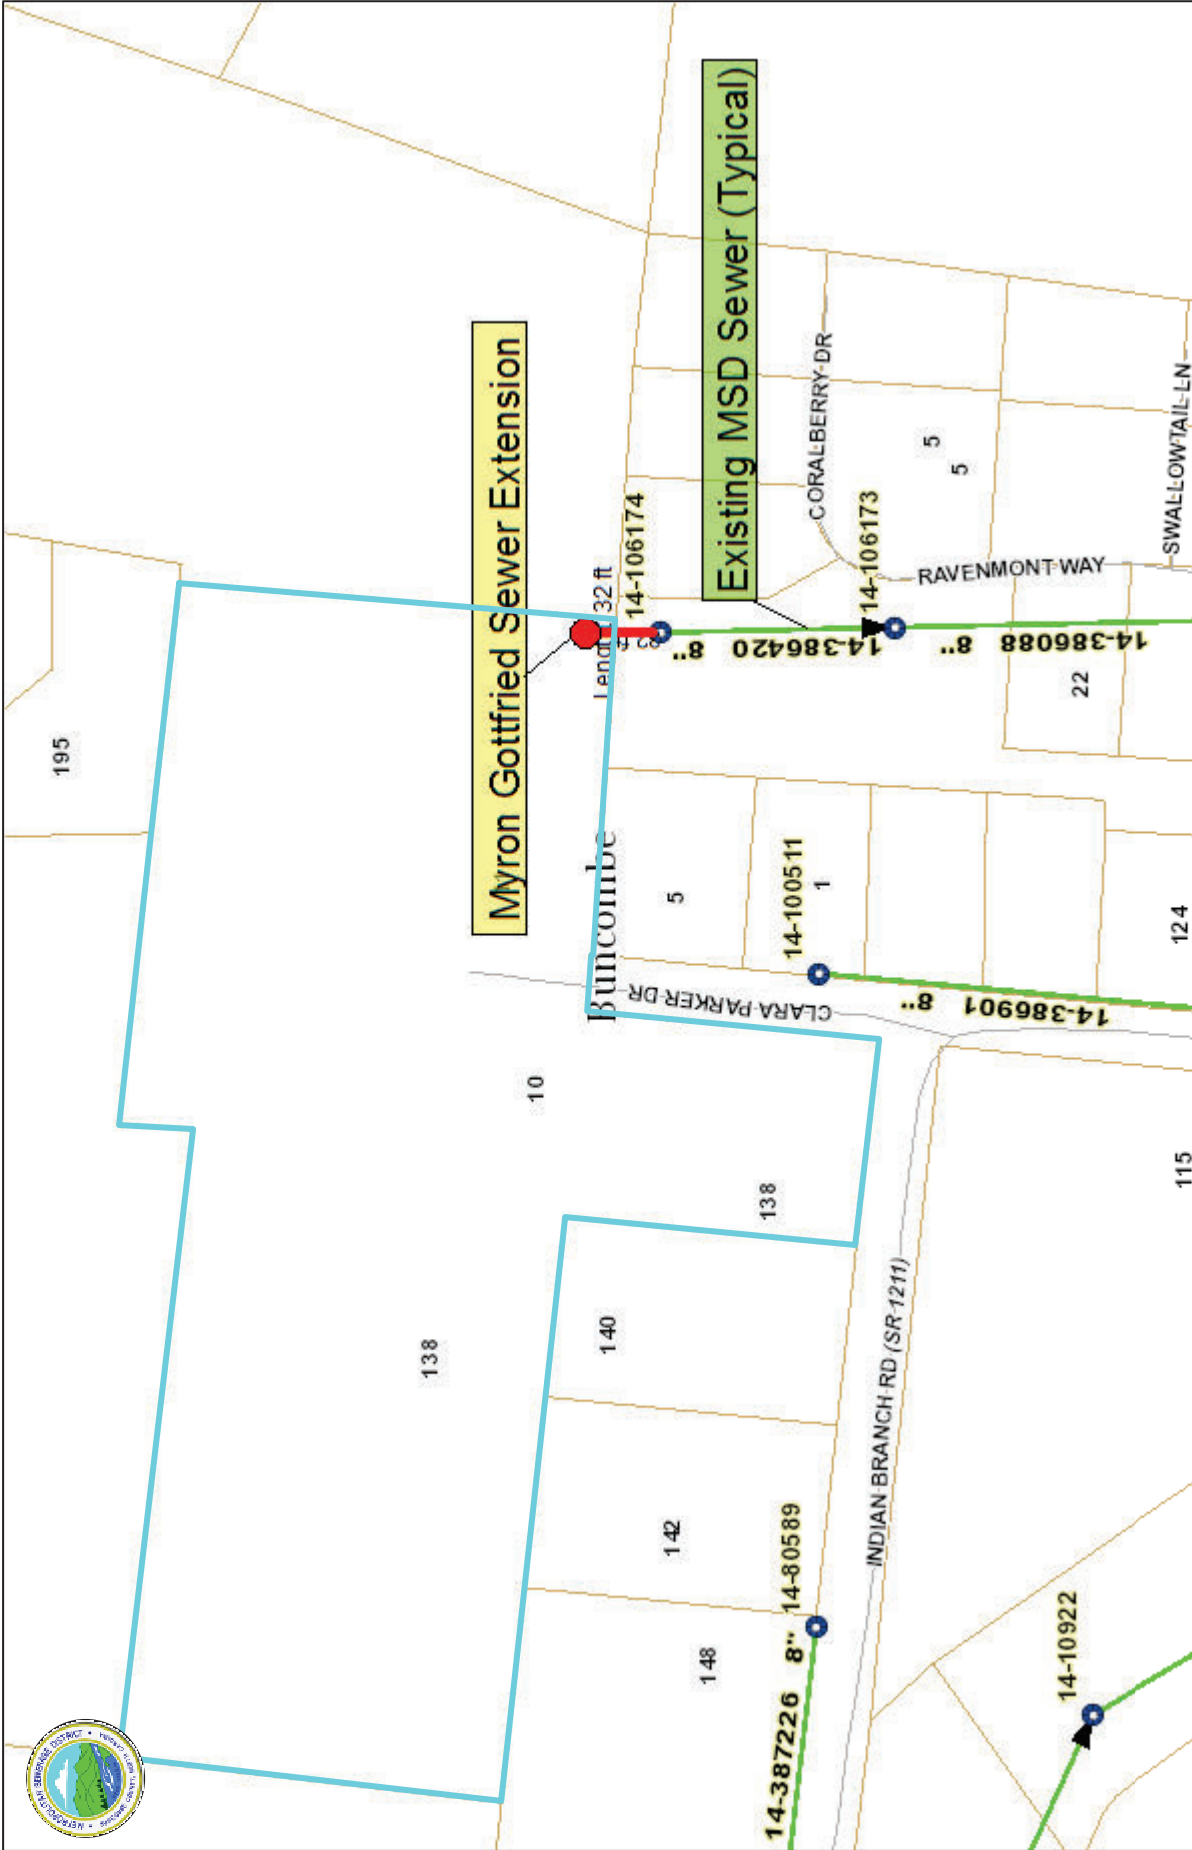 195
Myron Gottfried Sewer Extension
Existing MSD Sewer (Typical)
32 ft
14-106174
8"
14-386420
14-106173
8"
14-386088
CORALBERRY-DR
RAVENMONT WAY
SWALLOWTAIL-LN
5
5
22
Buncombe
5
14-100511
1
CLARA-PARKER-DR
8"
14-386901
124
10
138
138
140
142
148
115
INDIAN-BRANCH-RD (SR-1211)
14-387226
8"
14-80589
14-10922
METROPOLITAN SEWERAGE DISTRICT